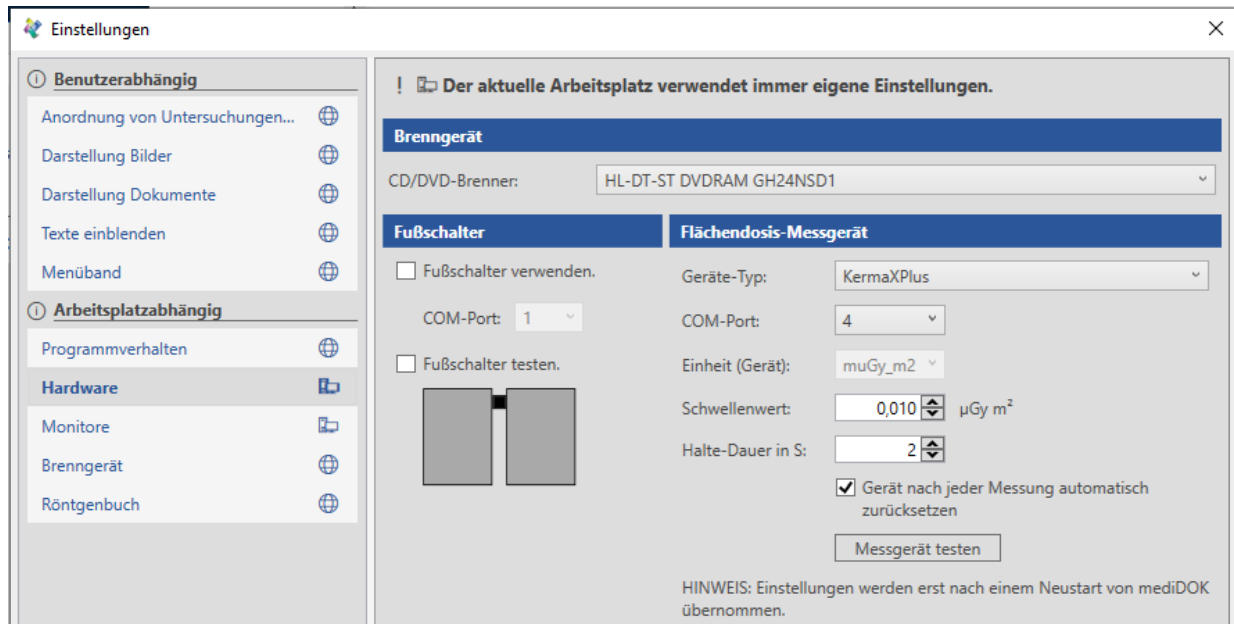 Einstellungen
Benutzerabhängig
Anordnung von Untersuchungen...
Darstellung Bilder
Darstellung Dokumente
Texte einblenden
Menüband
Arbeitsplatzabhängig
Programmverhalten
Hardware
Monitore
Brenngerät
Röntgenbuch
! Der aktuelle Arbeitsplatz verwendet immer eigene Einstellungen.
Brenngerät
CD/DVD-Brenner: HL-DT-ST DVDRAM GH24NSD1
Fußschalter
Fußschalter verwenden.
COM-Port: 1
Fußschalter testen.
Flächendosis-Messgerät
Geräte-Typ: KermaXPlus
COM-Port: 4
Einheit (Gerät): muGy_m2
Schwellenwert: 0,010 µGy m²
Halte-Dauer in S: 2
Gerät nach jeder Messung automatisch
zurücksetzen
Messgerät testen
HINWEIS: Einstellungen werden erst nach einem Neustart von mediDOK
übernommen.